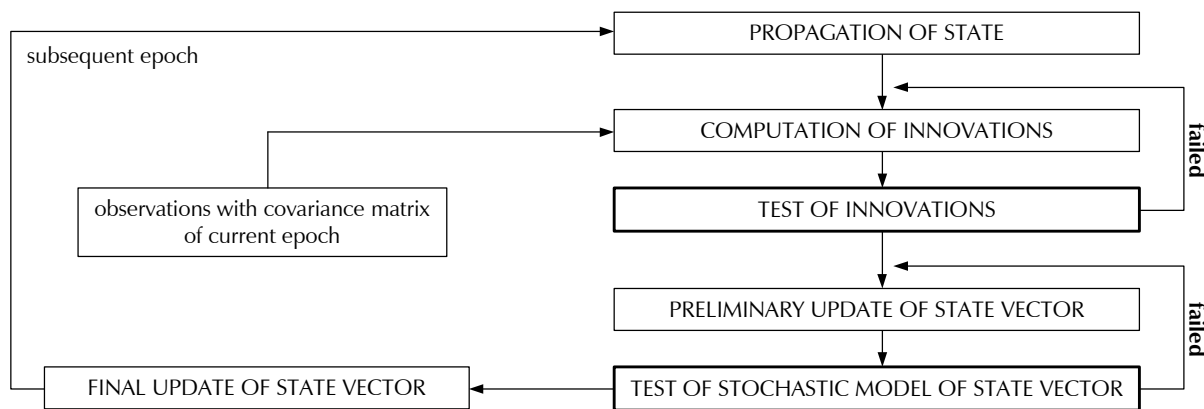 PROPAGATION OF STATE
subsequent epoch
COMPUTATION OF INNOVATIONS
failed
observations with covariance matrix
of current epoch
TEST OF INNOVATIONS
PRELIMINARY UPDATE OF STATE VECTOR
failed
FINAL UPDATE OF STATE VECTOR
TEST OF STOCHASTIC MODEL OF STATE VECTOR